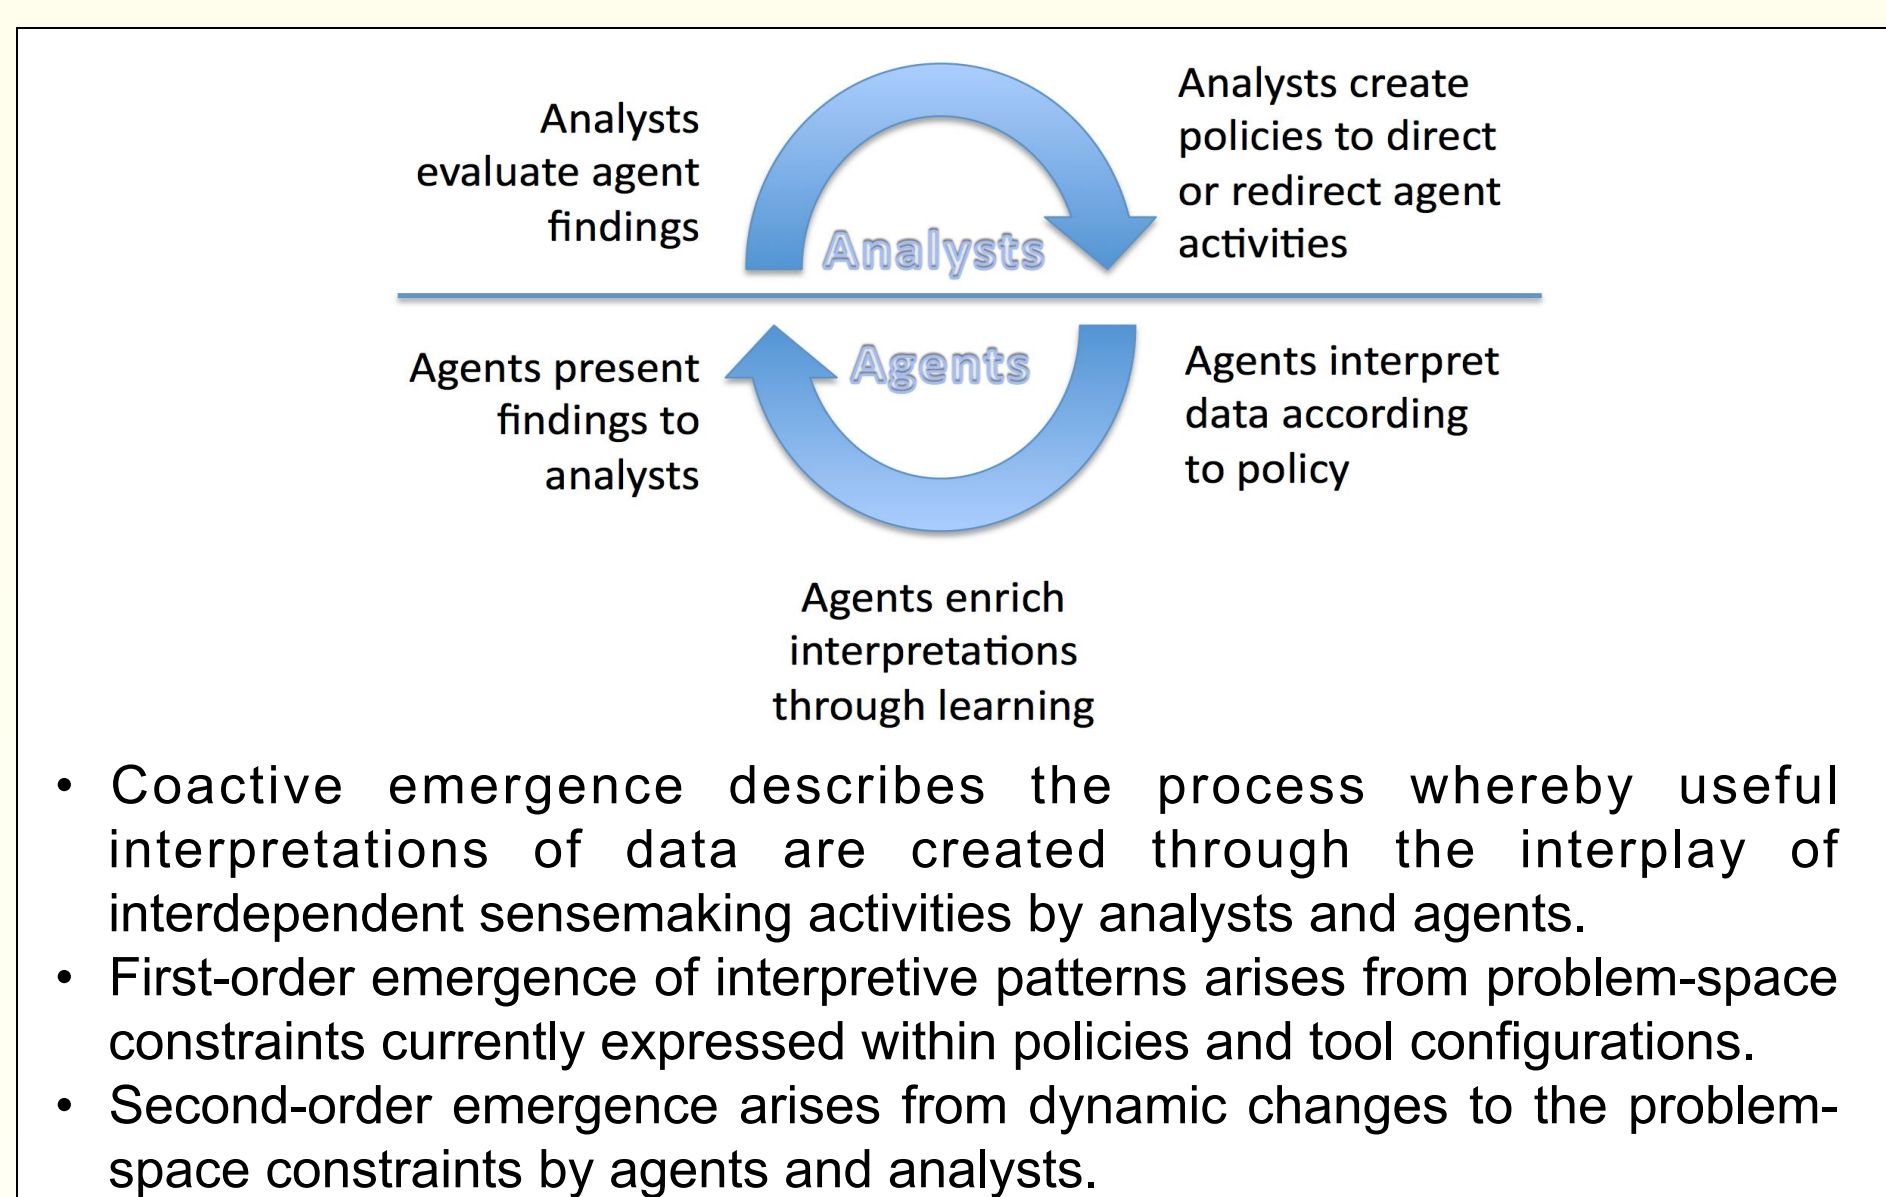 Analysts
evaluate agent
findings
Analysts create
policies to direct
or redirect agent
activities
Analysts
Agents
Agents present
findings to
analysts
Agents interpret
data according
to policy
Agents enrich
interpretations
through learning
• Coactive emergence describes the process whereby useful
interpretations of data are created through the interplay of
interdependent sensemaking activities by analysts and agents.
• First-order emergence of interpretive patterns arises from problem-space
constraints currently expressed within policies and tool configurations.
• Second-order emergence arises from dynamic changes to the problem-
space constraints by agents and analysts.